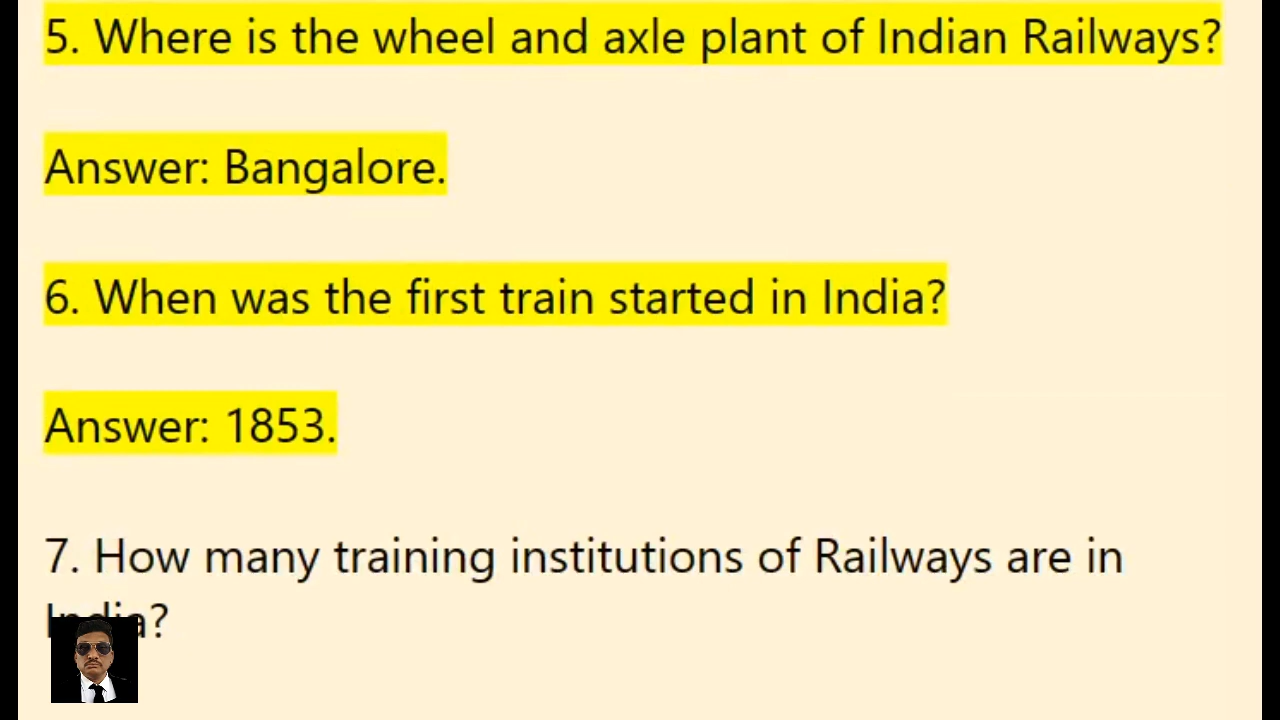 5. Where is the wheel and axle plant of Indian Railways?
Answer: Bangalore.
6. When was the first train started in India?
Answer: 1853.
7. How many training institutions of Railways are in
India?